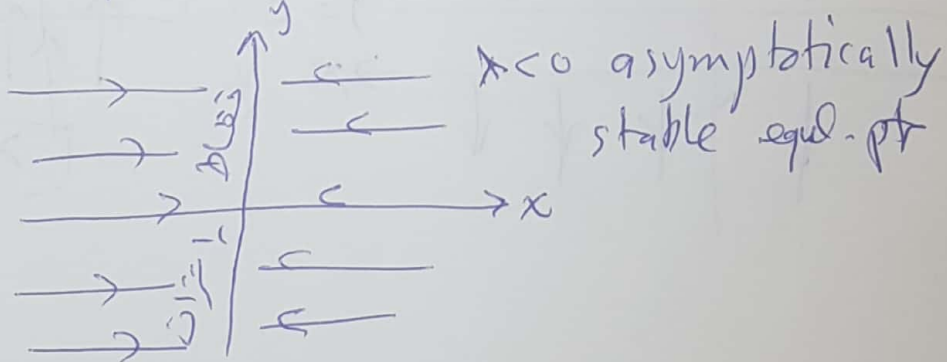 y
x<0 asymptotically
stable equl. pt
x